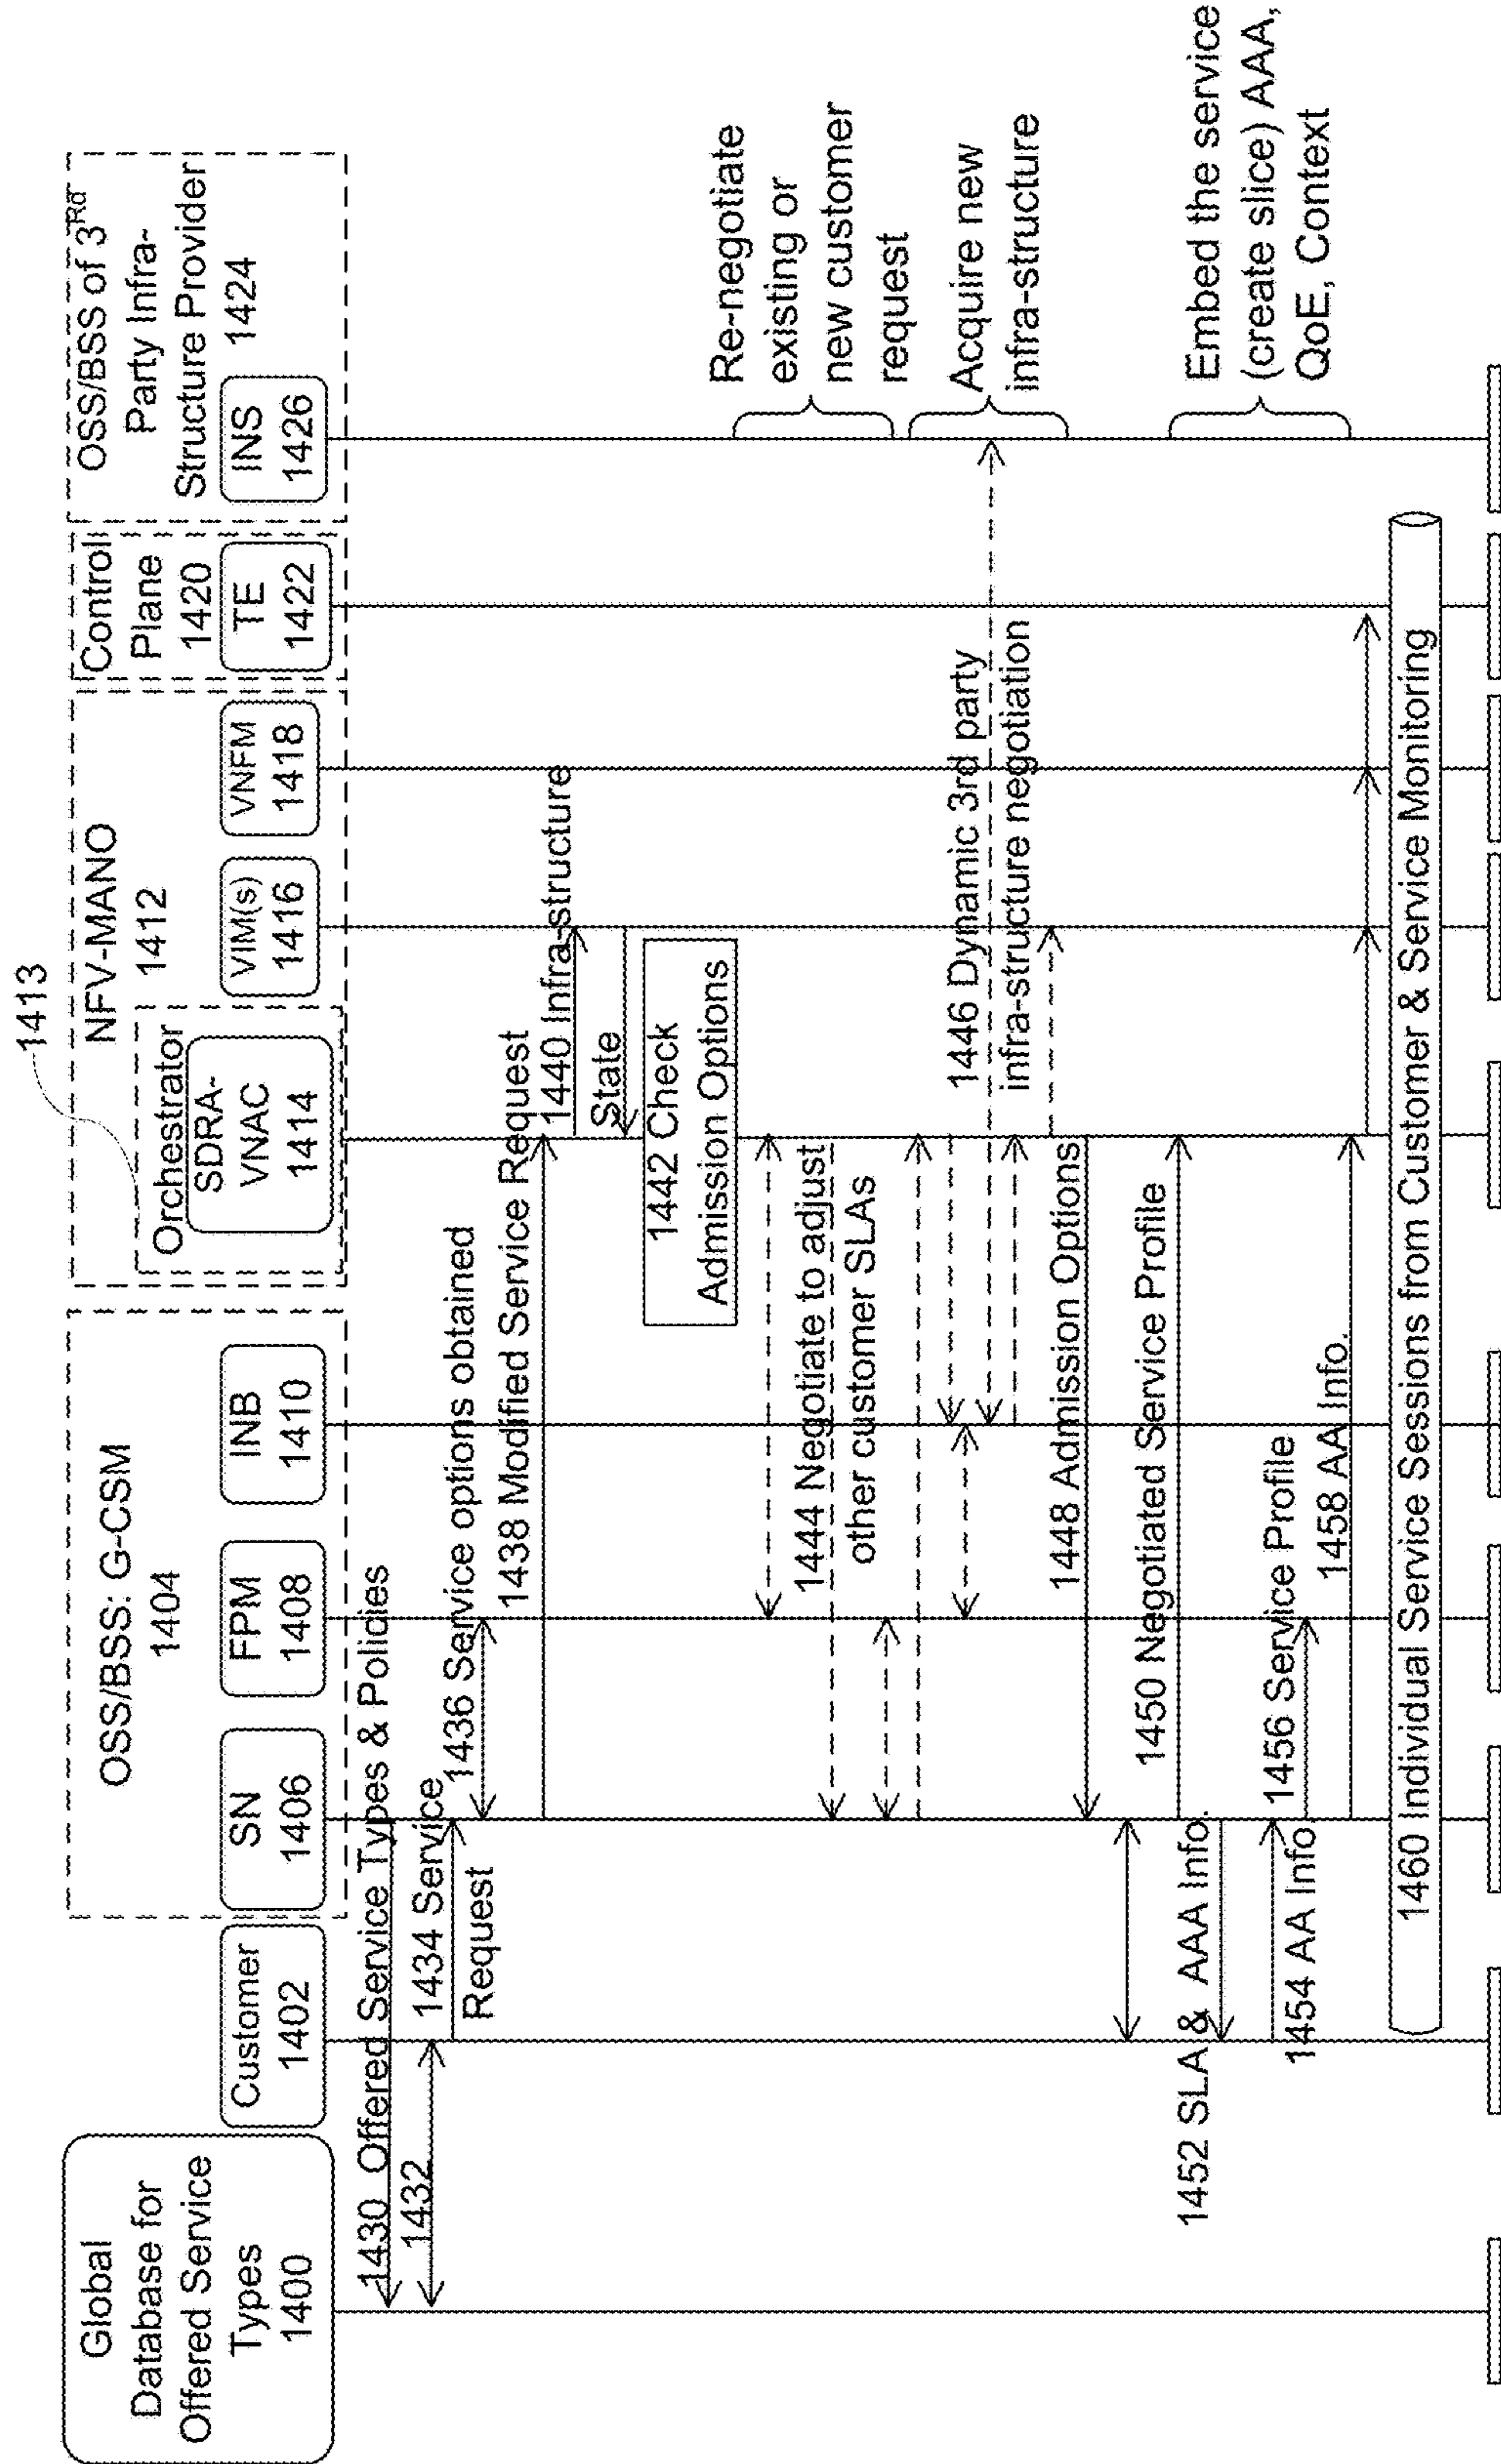 1413
Global
Database for
Offered Service
Types
1400
Customer
1402
OSS/BSS: G-CSM
1404
SN
1406
FPM
1408
INB
1410
NFV-MANO
1412
Orchestrator
SDRA-
VNAC
1414
VIM(s)
1416
VNFM
1418
Control
Plane
1420
TE
1422
OSS/BSS of 3Rd
Party Infra-
Structure Provider
1424
INS
1426
1430 Offered Service Types & Policies
1432
1434 Service
Request
1436 Service options obtained
1438 Modified Service Request
1440 Infra-structure
State
1442 Check
Admission Options
1444 Negotiate to adjust
other customer SLAs
Re-negotiate
existing or
new customer
request
1446 Dynamic 3rd party
infra-structure negotiation
Acquire new
infra-structure
1448 Admission Options
1450 Negotiated Service Profile
1452 SLA & AAA Info.
1454 AA Info
1456 Service Profile
1458 AA Info.
Embed the service
(create slice) AAA,
QoE, Context
1460 Individual Service Sessions from Customer & Service Monitoring